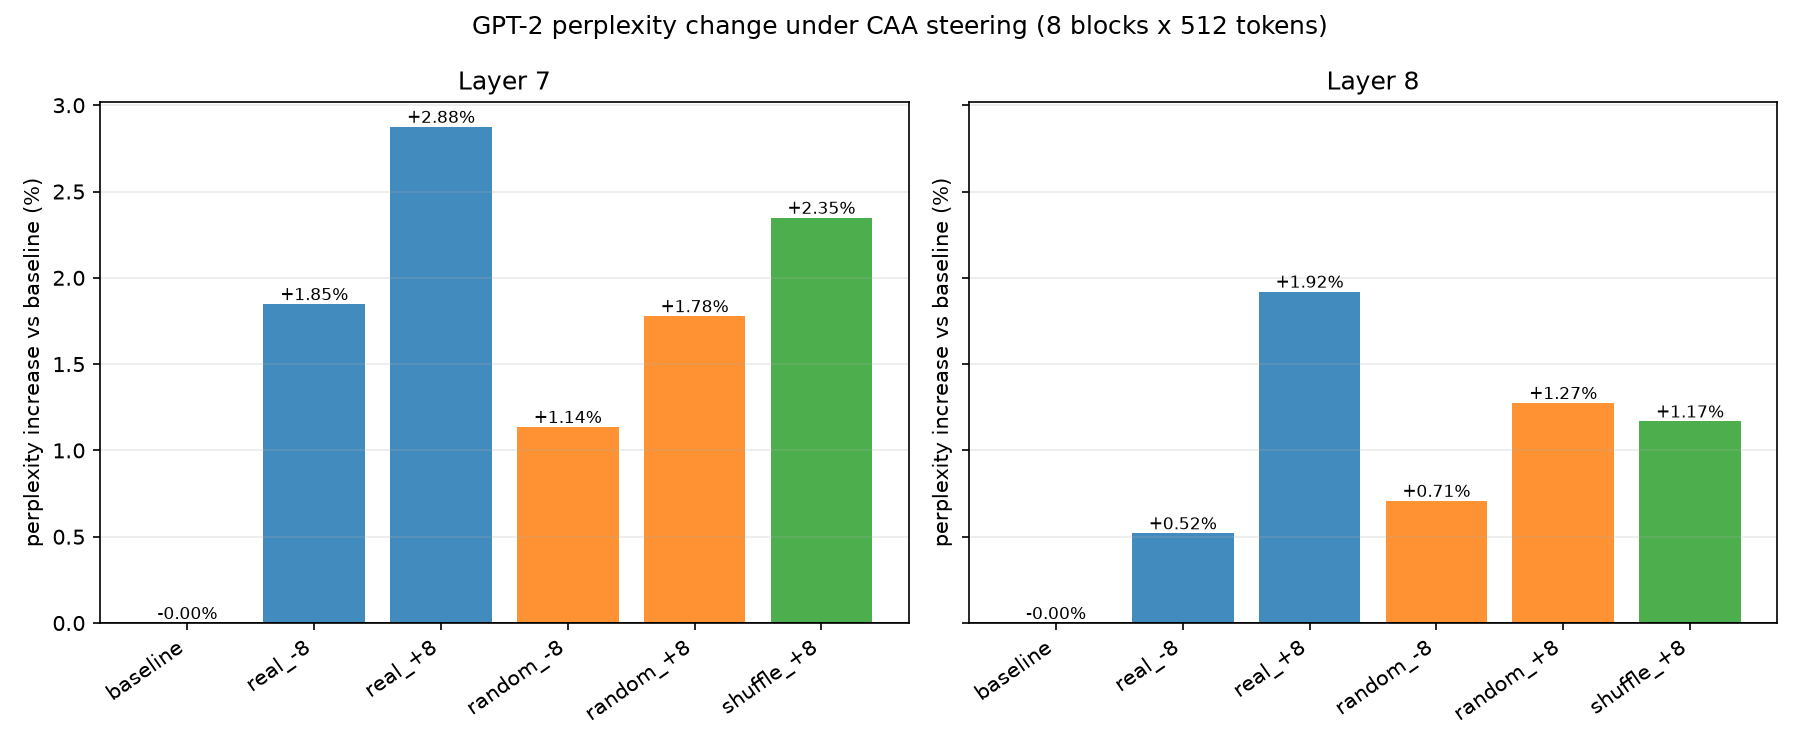 GPT-2 perplexity change under CAA steering (8 blocks x 512 tokens)
Layer 7
perplexity increase vs baseline (%)
3.0
2.5
2.0
1.5
1.0
0.5
0.0
-0.00%
+1.85%
+2.88%
+1.14%
+1.78%
+2.35%
baseline
real_-8
real_+8
random_-8
random_+8
shuffle_+8
Layer 8
perplexity increase vs baseline (%)
-0.00%
+0.52%
+1.92%
+0.71%
+1.27%
+1.17%
baseline
real_-8
real_+8
random_-8
random_+8
shuffle_+8